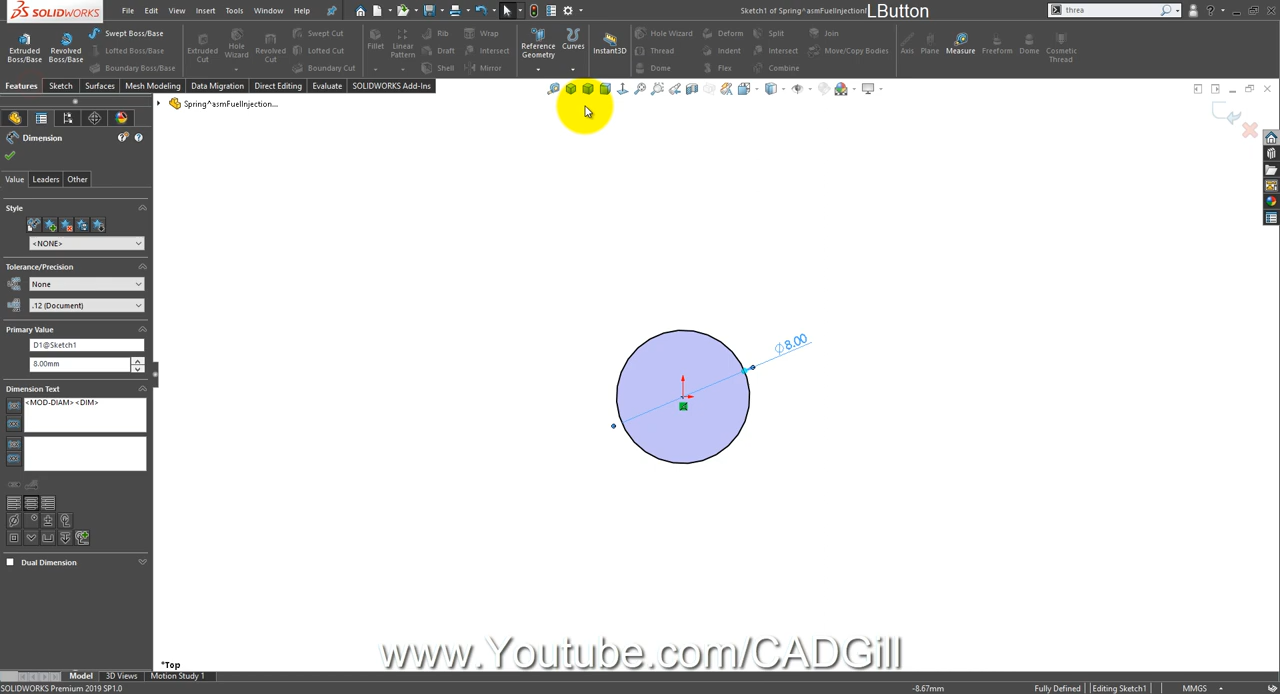 SOLIDWORKS
File Edit View Insert Tools Window Help
Sketch1 of Spring^asmFuelInjection
LButton
threa
Extruded Boss/Base
Revolved Boss/Base
Swept Boss/Base
Lofted Boss/Base
Boundary Boss/Base
Extruded Cut
Hole Wizard
Revolved Cut
Swept Cut
Lofted Cut
Boundary Cut
Fillet
Linear Pattern
Rib
Draft
Shell
Wrap
Intersect
Mirror
Reference Geometry
Curves
Instant3D
Hole Wizard
Thread
Dome
Deform
Indent
Flex
Split
Intersect
Combine
Join
Move/Copy Bodies
Axis
Plane
Measure
Preform
Dome
Cosmetic Thread
Features Sketch Surfaces Mesh Modeling Data Migration Direct Editing Evaluate SOLIDWORKS Add-Ins
Spring^asmFuelInjection...
Dimension
Value Leaders Other
Style
<NONE>
Tolerance/Precision
None
.12 (Document)
Primary Value
D1@Sketch1
8.00mm
Dimension Text
<MOD-DIAM><DIM>
Dual Dimension
∅8.00
www.Youtube.com/CADGill
*Top
Model 3D Views Motion Study 1
SOLIDWORKS Premium 2019 SP1.0
-8.67mm
Fully Defined
Editing Sketch1
MMGS